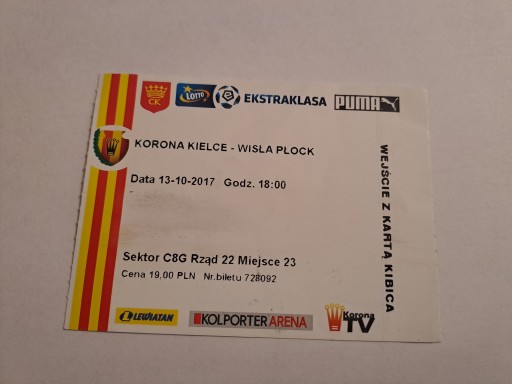 CK LOTTO EKSTRAKLASA PUMA
KORONA KIELCE - WISŁA PŁOCK
Data 13-10-2017 Godz. 18:00
Sektor C8G Rząd 22 Miejsce 23
Cena 19,00 PLN Nr.biletu 728092
LEWIATAN KOLPORTER ARENA Korona TV
WEJŚCIE Z KARTĄ KIBICA